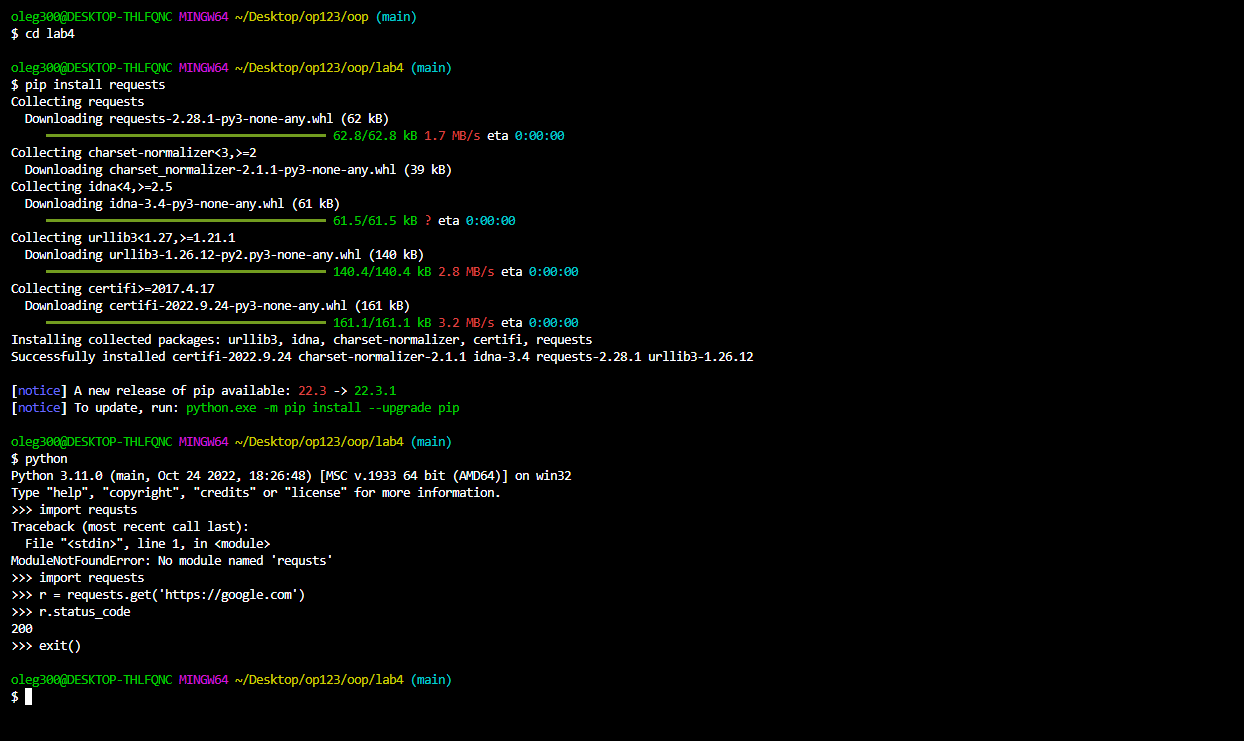 oleg300@DESKTOP-THLFQNC MINGW64 ~/Desktop/op123/oop (main)
$ cd lab4
oleg300@DESKTOP-THLFQNC MINGW64 ~/Desktop/op123/oop/lab4 (main)
$ pip install requests
Collecting requests
  Downloading requests-2.28.1-py3-none-any.whl (62 kB)
62.8/62.8 kB 1.7 MB/s eta 0:00:00
Collecting charset-normalizer<3,>=2
  Downloading charset_normalizer-2.1.1-py3-none-any.whl (39 kB)
Collecting idna<4,>=2.5
  Downloading idna-3.4-py3-none-any.whl (61 kB)
61.5/61.5 kB ? eta 0:00:00
Collecting urllib3<1.27,>=1.21.1
  Downloading urllib3-1.26.12-py2.py3-none-any.whl (140 kB)
140.4/140.4 kB 2.8 MB/s eta 0:00:00
Collecting certifi>=2017.4.17
  Downloading certifi-2022.9.24-py3-none-any.whl (161 kB)
161.1/161.1 kB 3.2 MB/s eta 0:00:00
Installing collected packages: urllib3, idna, charset-normalizer, certifi, requests
Successfully installed certifi-2022.9.24 charset-normalizer-2.1.1 idna-3.4 requests-2.28.1 urllib3-1.26.12
[notice] A new release of pip available: 22.3 -> 22.3.1
[notice] To update, run: python.exe -m pip install --upgrade pip
oleg300@DESKTOP-THLFQNC MINGW64 ~/Desktop/op123/oop/lab4 (main)
$ python
Python 3.11.0 (main, Oct 24 2022, 18:26:48) [MSC v.1933 64 bit (AMD64)] on win32
Type "help", "copyright", "credits" or "license" for more information.
>>> import requsts
Traceback (most recent call last):
  File "<stdin>", line 1, in <module>
ModuleNotFoundError: No module named 'requsts'
>>> import requests
>>> r = requests.get('https://google.com')
>>> r.status_code
200
>>> exit()
oleg300@DESKTOP-THLFQNC MINGW64 ~/Desktop/op123/oop/lab4 (main)
$